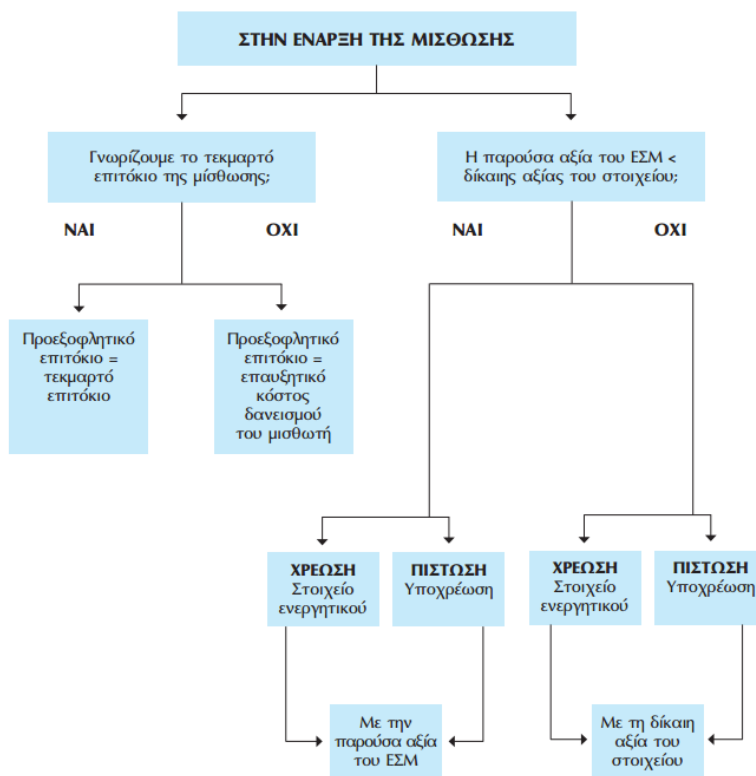 ΣΤΗΝ ΕΝΑΡΞΗ ΤΗΣ ΜΙΣΘΩΣΗΣ
Γνωρίζουμε το τεκμαρτό
επιτόκιο της μίσθωσης;
Η παρούσα αξία του ΕΣΜ <
δίκαιης αξίας του στοιχείου;
ΝΑΙ
ΟΧΙ
ΝΑΙ
ΟΧΙ
Προεξοφλητικό
επιτόκιο =
τεκμαρτό
επιτόκιο
Προεξοφλητικό
επιτόκιο =
επαυξητικό
κόστος
δανεισμού
του μισθωτή
ΧΡΕΩΣΗ
Στοιχείο
ενεργητικού
ΠΙΣΤΩΣΗ
Υποχρέωση
ΧΡΕΩΣΗ
Στοιχείο
ενεργητικού
ΠΙΣΤΩΣΗ
Υποχρέωση
Με την
παρούσα αξία
του ΕΣΜ
Με τη δίκαιη
αξία του
στοιχείου